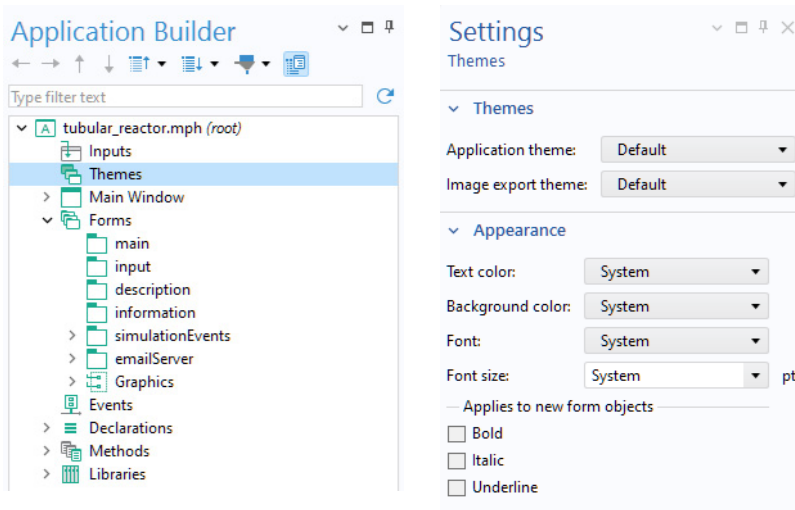 Application Builder
Type filter text
tubular_reactor.mph (root)
Inputs
Themes
Main Window
Forms
main
input
description
information
simulationEvents
emailServer
Graphics
Events
Declarations
Methods
Libraries
Settings
Themes
Themes
Application theme: Default
Image export theme: Default
Appearance
Text color: System
Background color: System
Font: System
Font size: System pt
Applies to new form objects
Bold
Italic
Underline